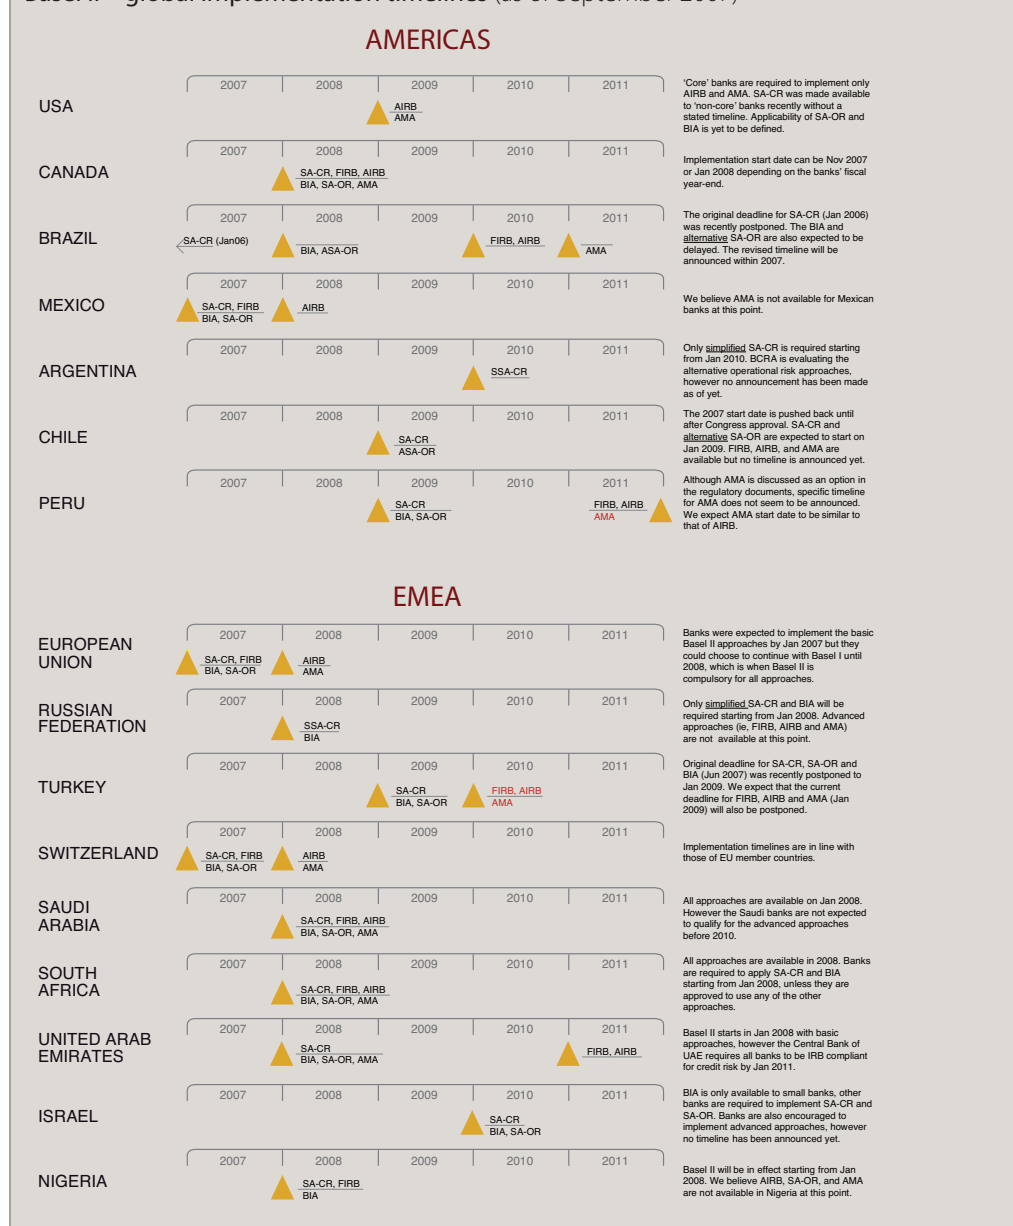 Basel II – global implementation timelines (as of September 2007)
AMERICAS
USA
2007 2008 2009 2010 2011
AIRB
AMA
'Core' banks are required to implement only
AIRB and AMA. SA-CR was made available
to 'non-core' banks recently without a
stated timeline. Applicability of SA-OR and
BIA is yet to be defined.
CANADA
2007 2008 2009 2010 2011
SA-CR, FIRB, AIRB
BIA, SA-OR, AMA
Implementation start date can be Nov 2007
or Jan 2008 depending on the banks' fiscal
year-end.
BRAZIL
2007 2008 2009 2010 2011
SA-CR (Jan06)
BIA, ASA-OR
FIRB, AIRB
AMA
The original deadline for SA-CR (Jan 2006)
was recently postponed. The BIA and
alternative SA-OR are also expected to be
delayed. The revised timeline will be
announced within 2007.
MEXICO
2007 2008 2009 2010 2011
SA-CR, FIRB
BIA, SA-OR
AIRB
We believe AMA is not available for Mexican
banks at this point.
ARGENTINA
2007 2008 2009 2010 2011
SSA-CR
Only simplified SA-CR is required starting
from Jan 2010. BCRA is evaluating the
alternative operational risk approaches,
however no announcement has been made
as of yet.
CHILE
2007 2008 2009 2010 2011
SA-CR
ASA-OR
The 2007 start date is pushed back until
after Congress approval. SA-CR and
alternative SA-OR are expected to start on
Jan 2009. FIRB, AIRB, and AMA are
available but no timeline is announced yet.
PERU
2007 2008 2009 2010 2011
SA-CR
BIA, SA-OR
FIRB, AIRB
AMA
Although AMA is discussed as an option in
the regulatory documents, specific timeline
for AMA does not seem to be announced.
We expect AMA start date to be similar to
that of AIRB.
EMEA
EUROPEAN
UNION
2007 2008 2009 2010 2011
SA-CR, FIRB
BIA, SA-OR
AIRB
AMA
Banks were expected to implement the basic
Basel II approaches by Jan 2007 but they
could choose to continue with Basel I until
2008, which is when Basel II is
compulsory for all approaches.
RUSSIAN
FEDERATION
2007 2008 2009 2010 2011
SSA-CR
BIA
Only simplified SA-CR and BIA will be
required starting from Jan 2008. Advanced
approaches (ie, FIRB, AIRB and AMA)
are not available at this point.
TURKEY
2007 2008 2009 2010 2011
SA-CR
BIA, SA-OR
FIRB, AIRB
AMA
Original deadline for SA-CR, SA-OR and
BIA (Jun 2007) was recently postponed to
Jan 2009. We expect that the current
deadline for FIRB, AIRB and AMA (Jan
2009) will also be postponed.
SWITZERLAND
2007 2008 2009 2010 2011
SA-CR, FIRB
BIA, SA-OR
AIRB
AMA
Implementation timelines are in line with
those of EU member countries.
SAUDI
ARABIA
2007 2008 2009 2010 2011
SA-CR, FIRB, AIRB
BIA, SA-OR, AMA
All approaches are available on Jan 2008.
However the Saudi banks are not expected
to qualify for the advanced approaches
before 2010.
SOUTH
AFRICA
2007 2008 2009 2010 2011
SA-CR, FIRB, AIRB
BIA, SA-OR, AMA
All approaches are available in 2008. Banks
are required to apply SA-CR and BIA
starting from Jan 2008, unless they are
approved to use any of the other
approaches.
UNITED ARAB
EMIRATES
2007 2008 2009 2010 2011
SA-CR
BIA, SA-OR, AMA
FIRB, AIRB
Basel II starts in Jan 2008 with basic
approaches, however the Central Bank of
UAE requires all banks to be IRB compliant
for credit risk by Jan 2011.
ISRAEL
2007 2008 2009 2010 2011
SA-CR
BIA, SA-OR
BIA is only available to small banks, other
banks are required to implement SA-CR and
SA-OR. Banks are also encouraged to
implement advanced approaches, however
no timeline has been announced yet.
NIGERIA
2007 2008 2009 2010 2011
SA-CR, FIRB
BIA
Basel II will be in effect starting from Jan
2008. We believe AIRB, SA-OR, and AMA
are not available in Nigeria at this point.